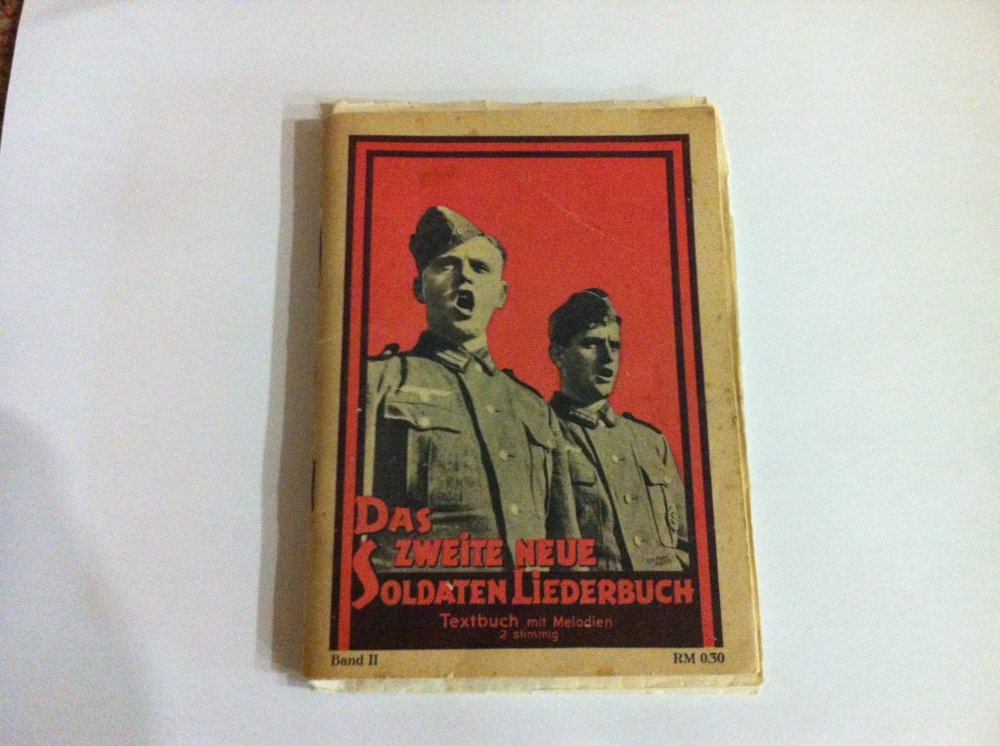 DAS
ZWEITE NEUE
SOLDATEN LIEDERBUCH
Textbuch mit Melodien
2 stimmig
Band II
RM 0.30